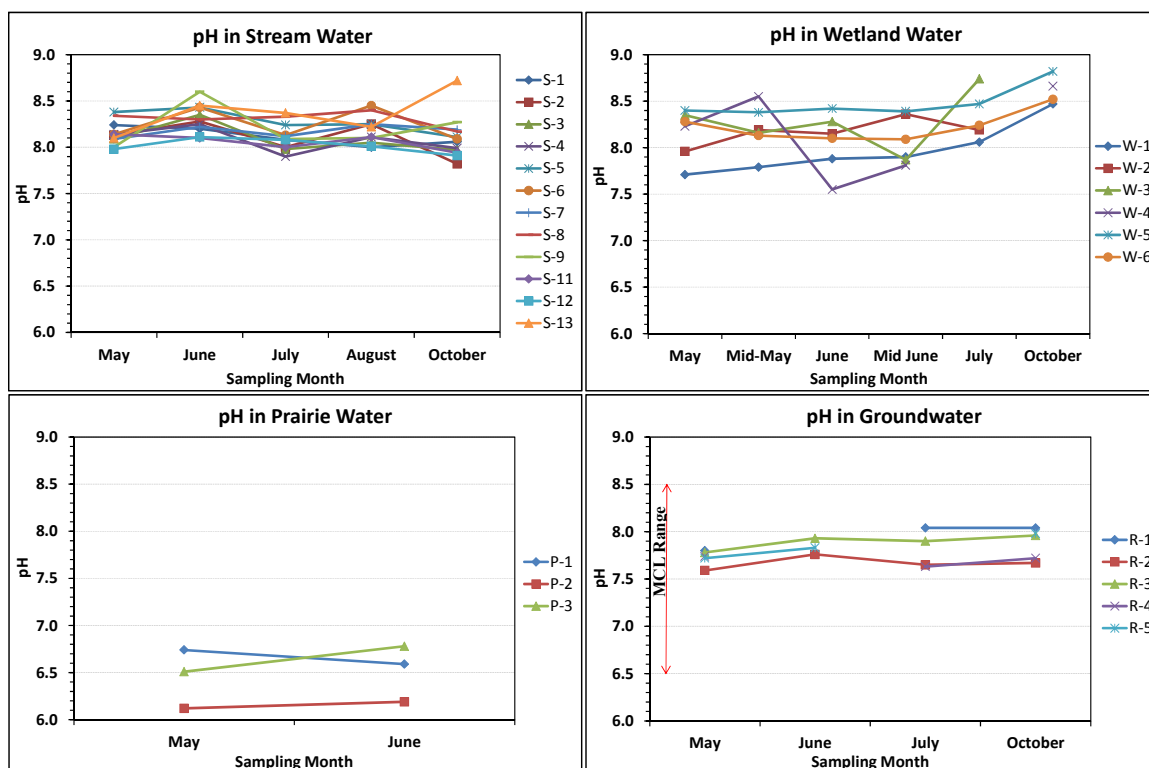 pH in Stream Water
9.0
8.5
8.0
7.5
7.0
6.5
6.0
pH
May June July August October
Sampling Month
S-1
S-2
S-3
S-4
S-5
S-6
S-7
S-8
S-9
S-11
S-12
S-13
pH in Wetland Water
9.0
8.5
8.0
7.5
7.0
6.5
6.0
pH
May Mid-May June Mid June July October
Sampling Month
W-1
W-2
W-3
W-4
W-5
W-6
pH in Prairie Water
9.0
8.5
8.0
7.5
7.0
6.5
6.0
pH
May June
Sampling Month
P-1
P-2
P-3
pH in Groundwater
9.0
8.5
8.0
7.5
7.0
6.5
6.0
pH
MCL Range
May June July October
Sampling Month
R-1
R-2
R-3
R-4
R-5